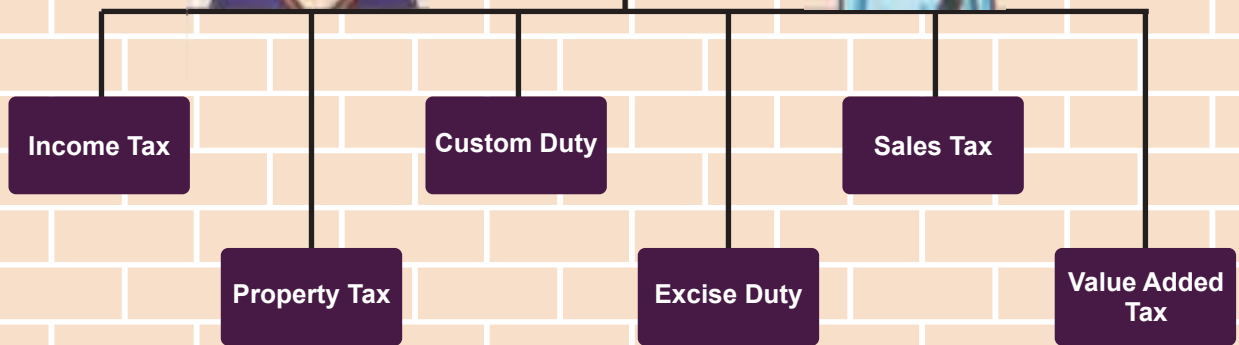 Income Tax
Custom Duty
Sales Tax
Property Tax
Excise Duty
Value Added
Tax